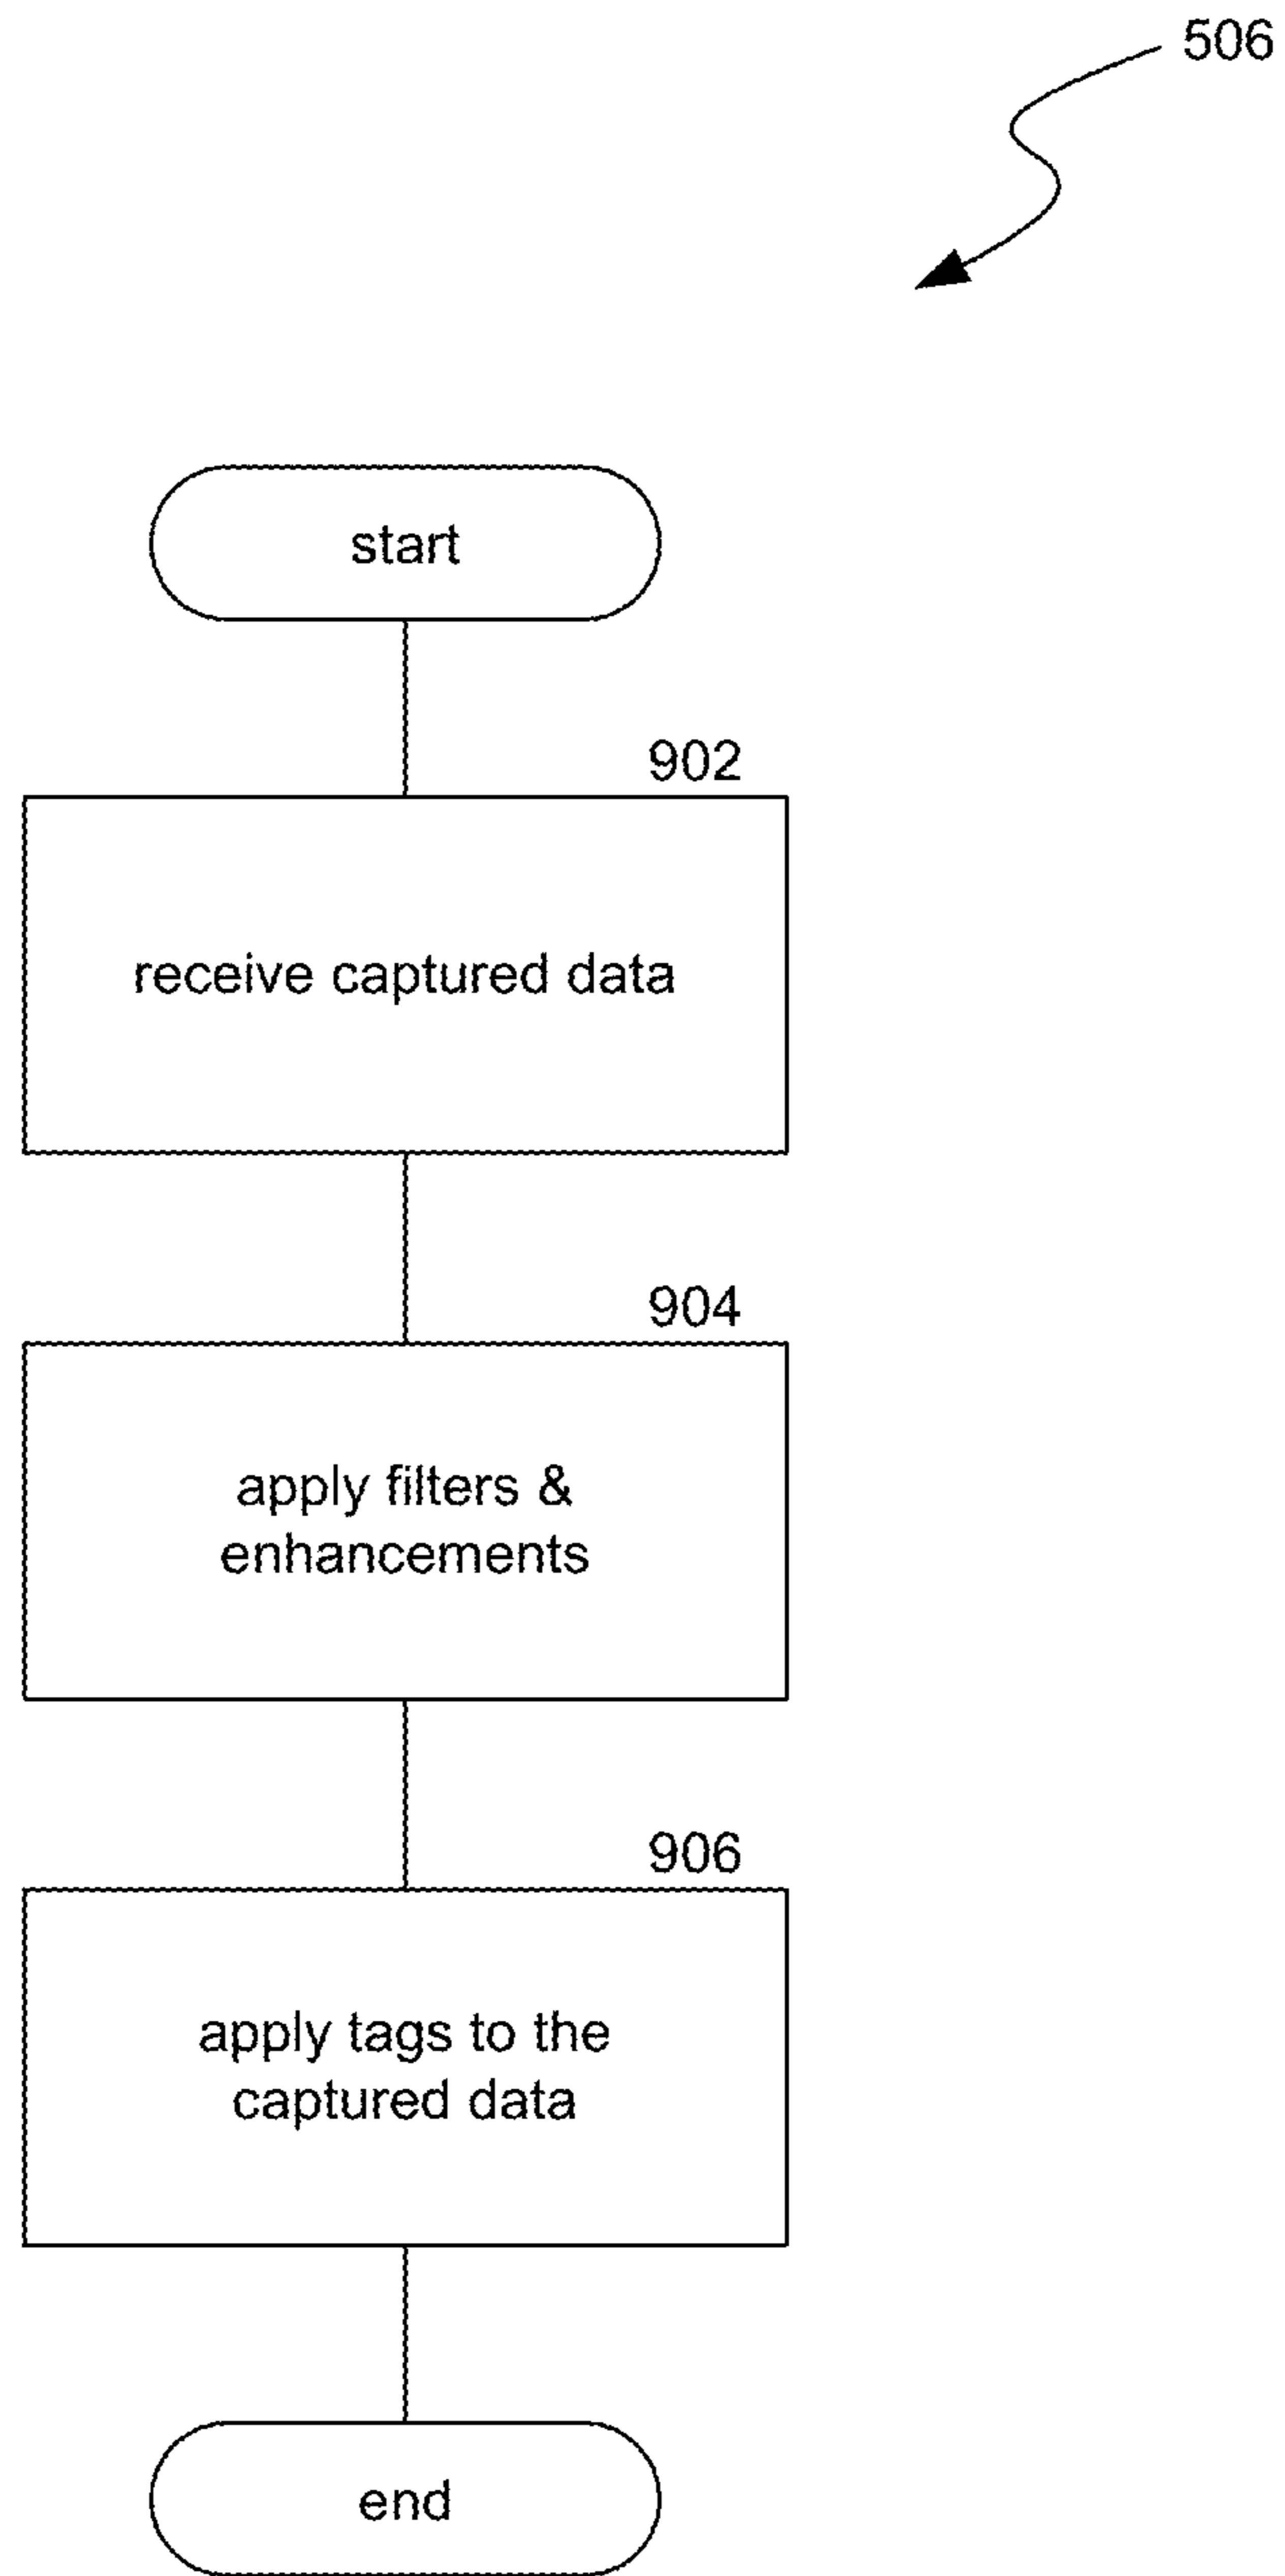 506
start
902
receive captured data
904
apply filters &
enhancements
906
apply tags to the
captured data
end